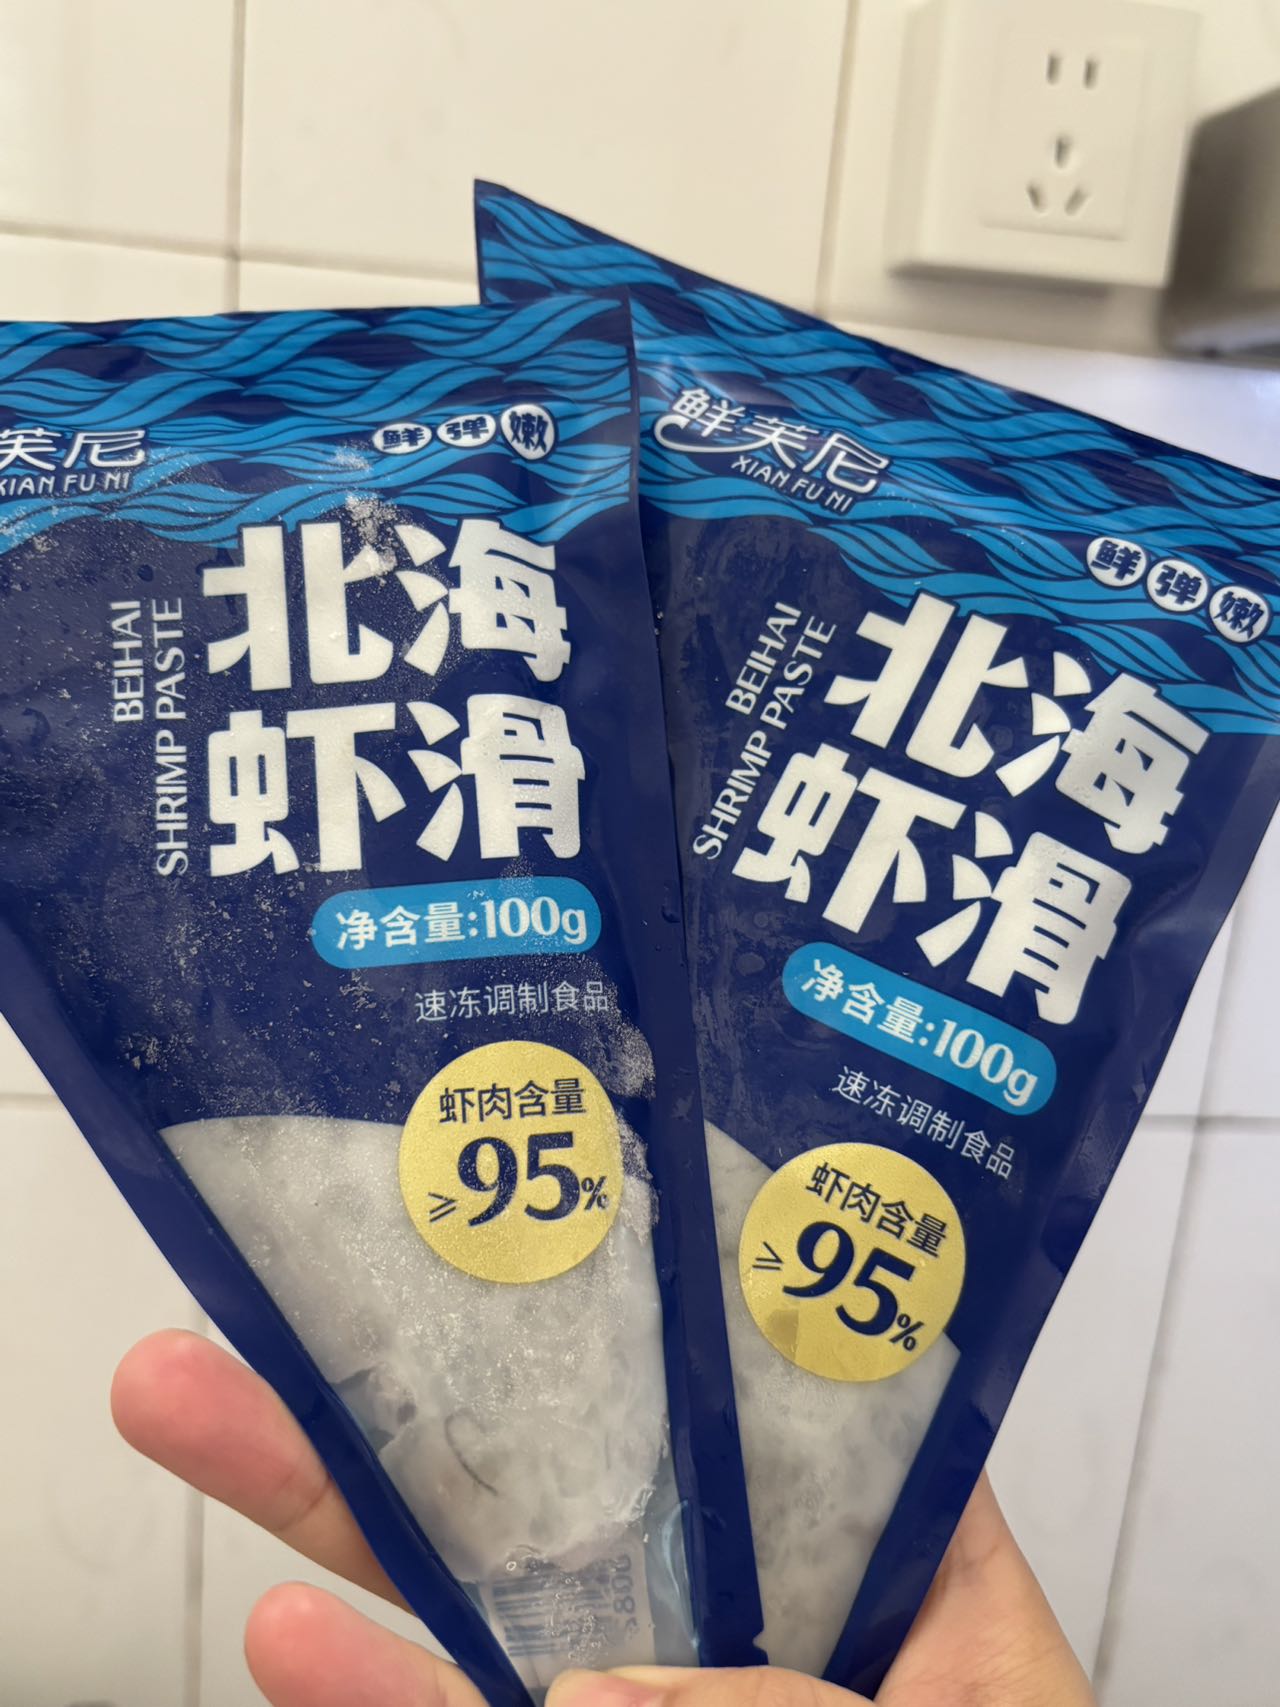 芙尼
XIAN FU NI
鲜弹嫩
BEIHAI
SHRIMP PASTE
北海
虾滑
净含量:100g
速冻调制食品
虾肉含量
≥95%
鲜芙尼
XIAN FU NI
鲜弹嫩
BEIHAI
SHRIMP PASTE
北海
虾滑
净含量:100g
速冻调制食品
虾肉含量
≥95%